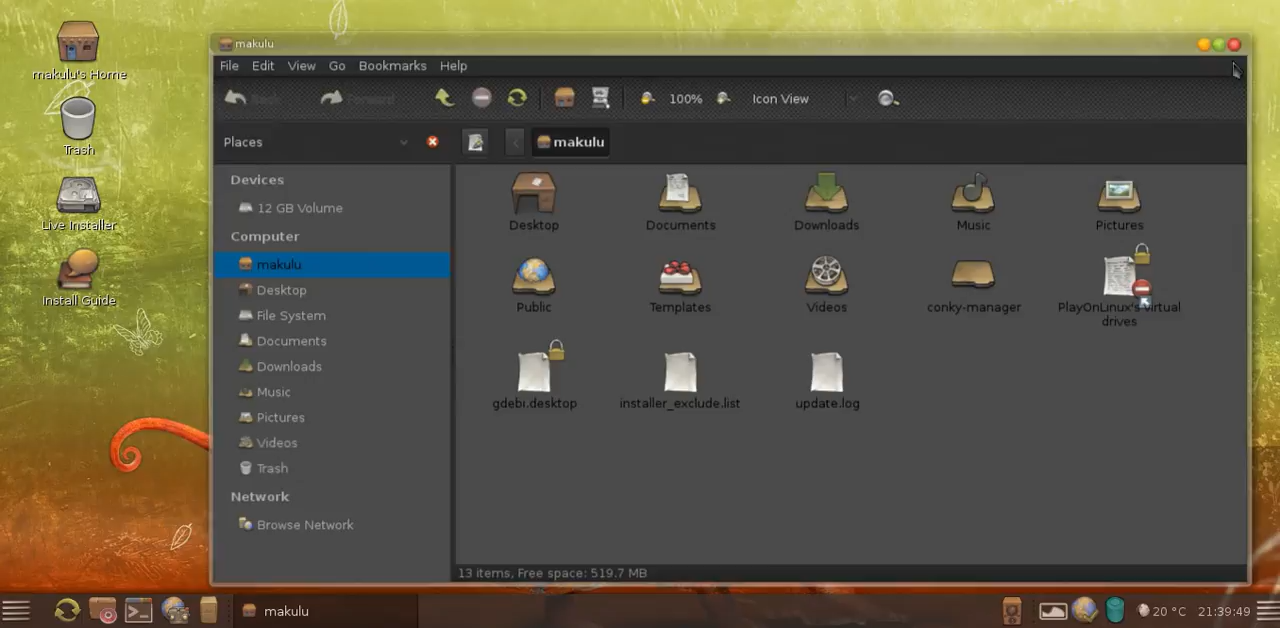 makulu's Home
Trash
Live Installer
Install Guide
makulu
File Edit View Go Bookmarks Help
Back Forward 100% Icon View
Places
makulu
Devices
12 GB Volume
Computer
makulu
Desktop
File System
Documents
Downloads
Music
Pictures
Videos
Trash
Network
Browse Network
Desktop Documents Downloads Music Pictures
Public Templates Videos conky-manager PlayOnLinux's virtual
drives
gdebi.desktop installer_exclude.list update.log
13 items, Free space: 519.7 MB
makulu
20 °C 21:39:49